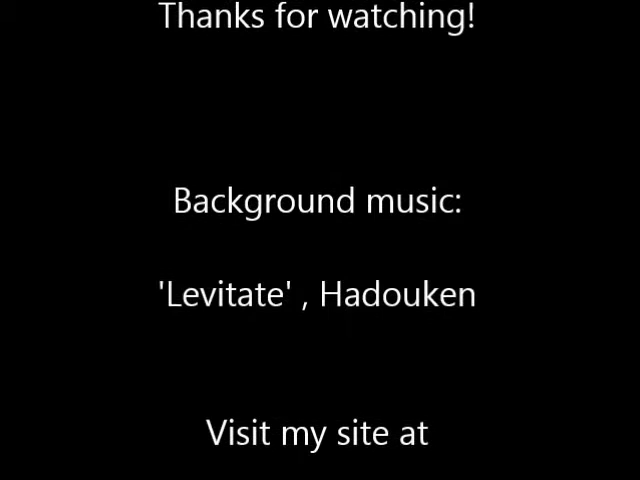 Thanks for watching!
Background music:
'Levitate' , Hadouken
Visit my site at